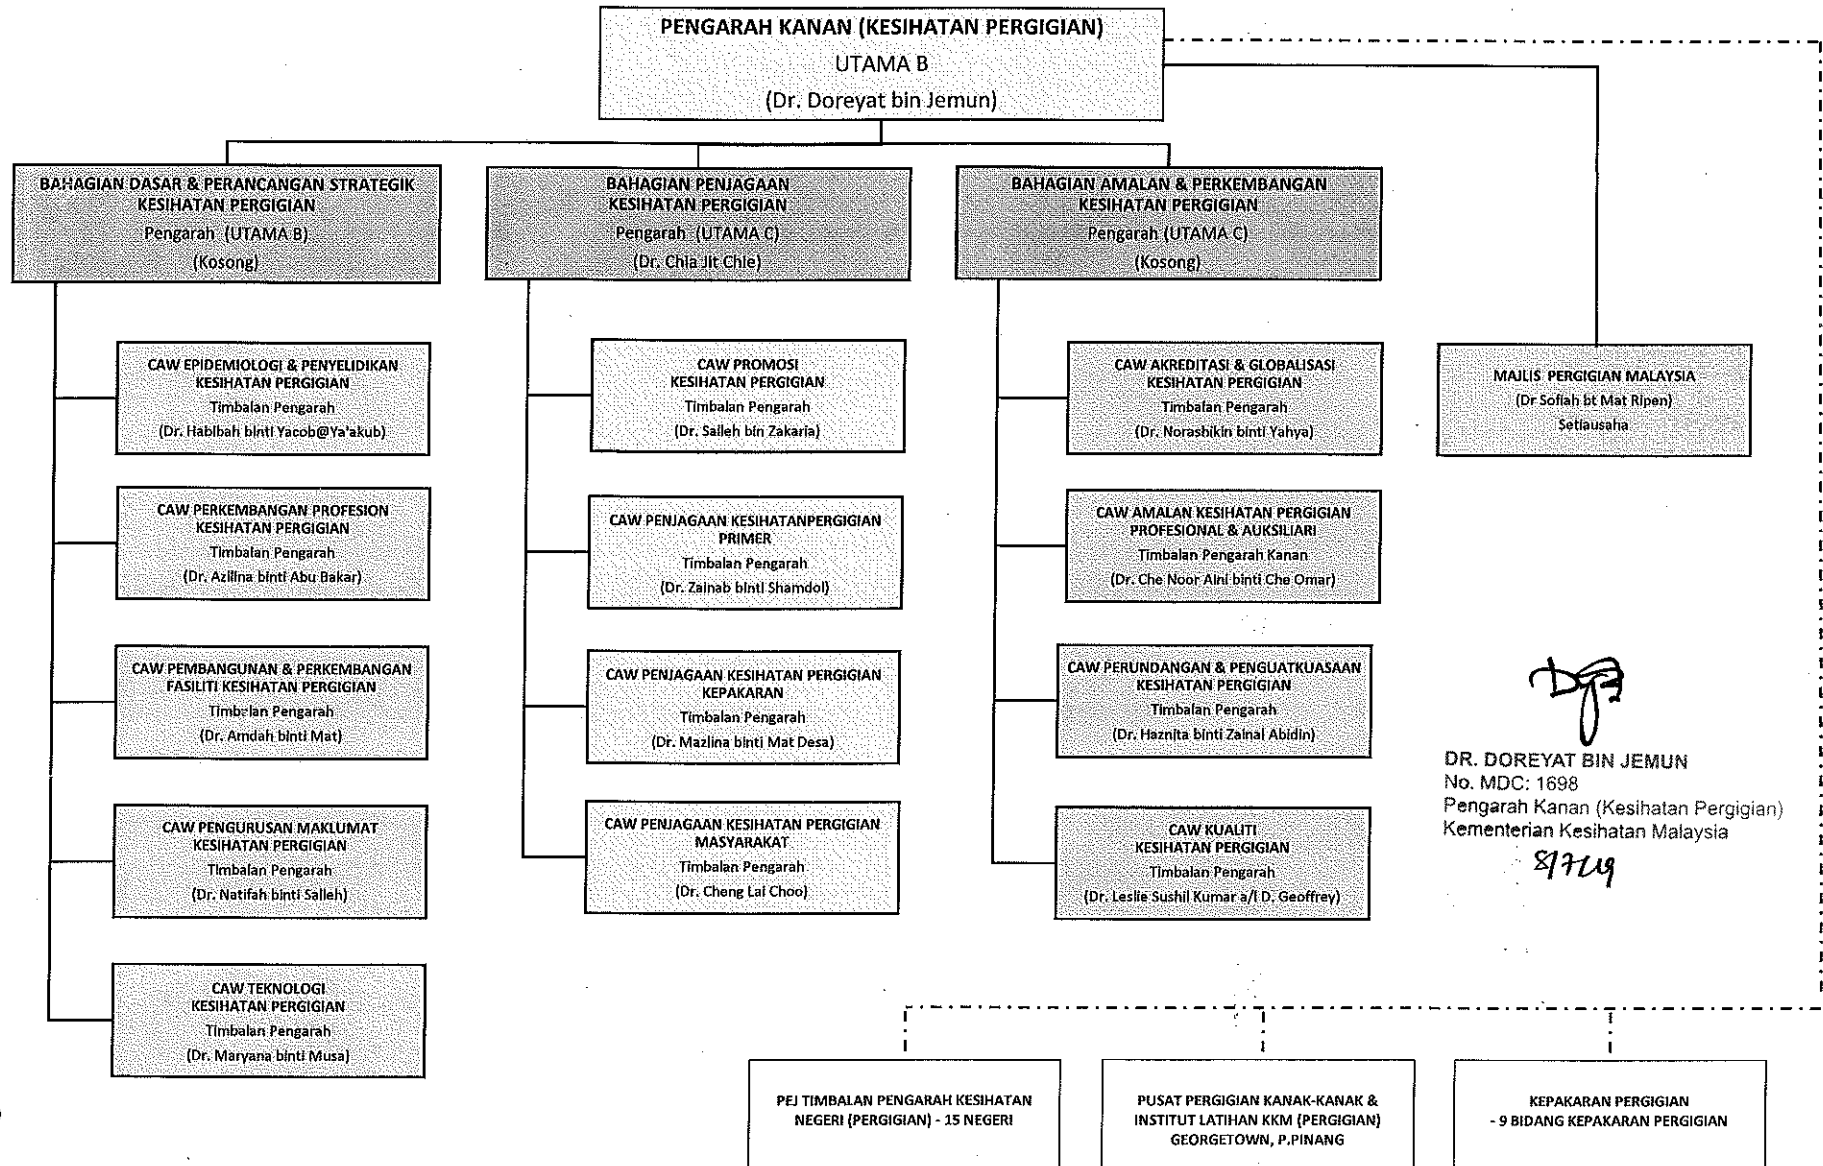 PENGARAH KANAN (KESIHATAN PERGIGIAN)
UTAMA B
(Dr. Doreyat bin Jemun)
BAHAGIAN DASAR & PERANCANGAN STRATEGIK
KESIHATAN PERGIGIAN
Pengarah (UTAMA B)
(Kosong)
BAHAGIAN PENJAGAAN
KESIHATAN PERGIGIAN
Pengarah (UTAMA C)
(Dr. Chia Jit Chie)
BAHAGIAN AMALAN & PERKEMBANGAN
KESIHATAN PERGIGIAN
Pengarah (UTAMA C)
(Kosong)
CAW EPIDEMIOLOGI & PENYELIDIKAN
KESIHATAN PERGIGIAN
Timbalan Pengarah
(Dr. Habibah binti Yacob@Ya'akub)
CAW PERKEMBANGAN PROFESION
KESIHATAN PERGIGIAN
Timbalan Pengarah
(Dr. Azilina binti Abu Bakar)
CAW PEMBANGUNAN & PERKEMBANGAN
FASILITI KESIHATAN PERGIGIAN
Timbalan Pengarah
(Dr. Amdah binti Mat)
CAW PENGURUSAN MAKLUMAT
KESIHATAN PERGIGIAN
Timbalan Pengarah
(Dr. Natifah binti Salleh)
CAW TEKNOLOGI
KESIHATAN PERGIGIAN
Timbalan Pengarah
(Dr. Maryana binti Musa)
CAW PROMOSI
KESIHATAN PERGIGIAN
Timbalan Pengarah
(Dr. Salleh bin Zakaria)
CAW PENJAGAAN KESIHATANPERGIGIAN
PRIMER
Timbalan Pengarah
(Dr. Zainab binti Shamdol)
CAW PENJAGAAN KESIHATAN PERGIGIAN
KEPAKARAN
Timbalan Pengarah
(Dr. Mazlina binti Mat Desa)
CAW PENJAGAAN KESIHATAN PERGIGIAN
MASYARAKAT
Timbalan Pengarah
(Dr. Cheng Lai Choo)
CAW AKREDITASI & GLOBALISASI
KESIHATAN PERGIGIAN
Timbalan Pengarah
(Dr. Norashikin binti Yahya)
CAW AMALAN KESIHATAN PERGIGIAN
PROFESIONAL & AUKSILIARI
Timbalan Pengarah Kanan
(Dr. Che Noor Aini binti Che Omar)
CAW PERUNDANGAN & PENGUATKUASAAN
KESIHATAN PERGIGIAN
Timbalan Pengarah
(Dr. Haznita binti Zainal Abidin)
CAW KUALITI
KESIHATAN PERGIGIAN
Timbalan Pengarah
(Dr. Leslie Sushil Kumar a/l D. Geoffrey)
MAJLIS PERGIGIAN MALAYSIA
(Dr Sofiah bt Mat Ripen)
Setiausaha
DR. DOREYAT BIN JEMUN
No. MDC: 1698
Pengarah Kanan (Kesihatan Pergigian)
Kementerian Kesihatan Malaysia
8/7/19
PEJ TIMBALAN PENGARAH KESIHATAN
NEGERI (PERGIGIAN) - 15 NEGERI
PUSAT PERGIGIAN KANAK-KANAK &
INSTITUT LATIHAN KKM (PERGIGIAN)
GEORGETOWN, P.PINANG
KEPAKARAN PERGIGIAN
- 9 BIDANG KEPAKARAN PERGIGIAN